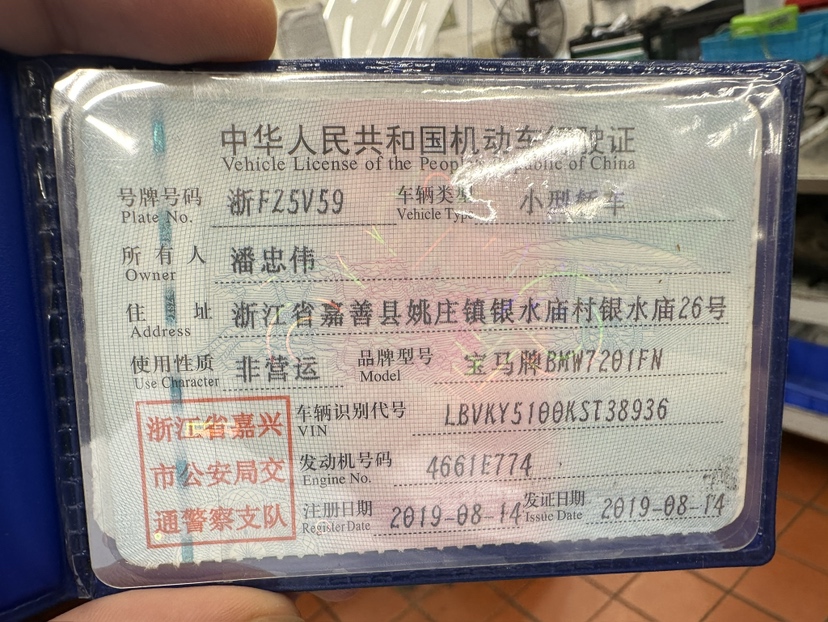 中华人民共和国机动车行驶证
Vehicle License of the People's Republic of China
号牌号码 浙FZ5V59 车辆类型 小型轿车
Plate No. Vehicle Type
所有人 潘忠伟
Owner
住址 浙江省嘉善县姚庄镇银水庙村银水庙26号
Address
使用性质 非营运 品牌型号 宝马牌BMW7201FN
Use Character Model
浙江省嘉兴
市公安局交
通警察支队
车辆识别代号 LBVKY5100KST38936
VIN
发动机号码 4661E774
Engine No.
注册日期 2019-08-14 发证日期 2019-08-14
Register Date Issue Date